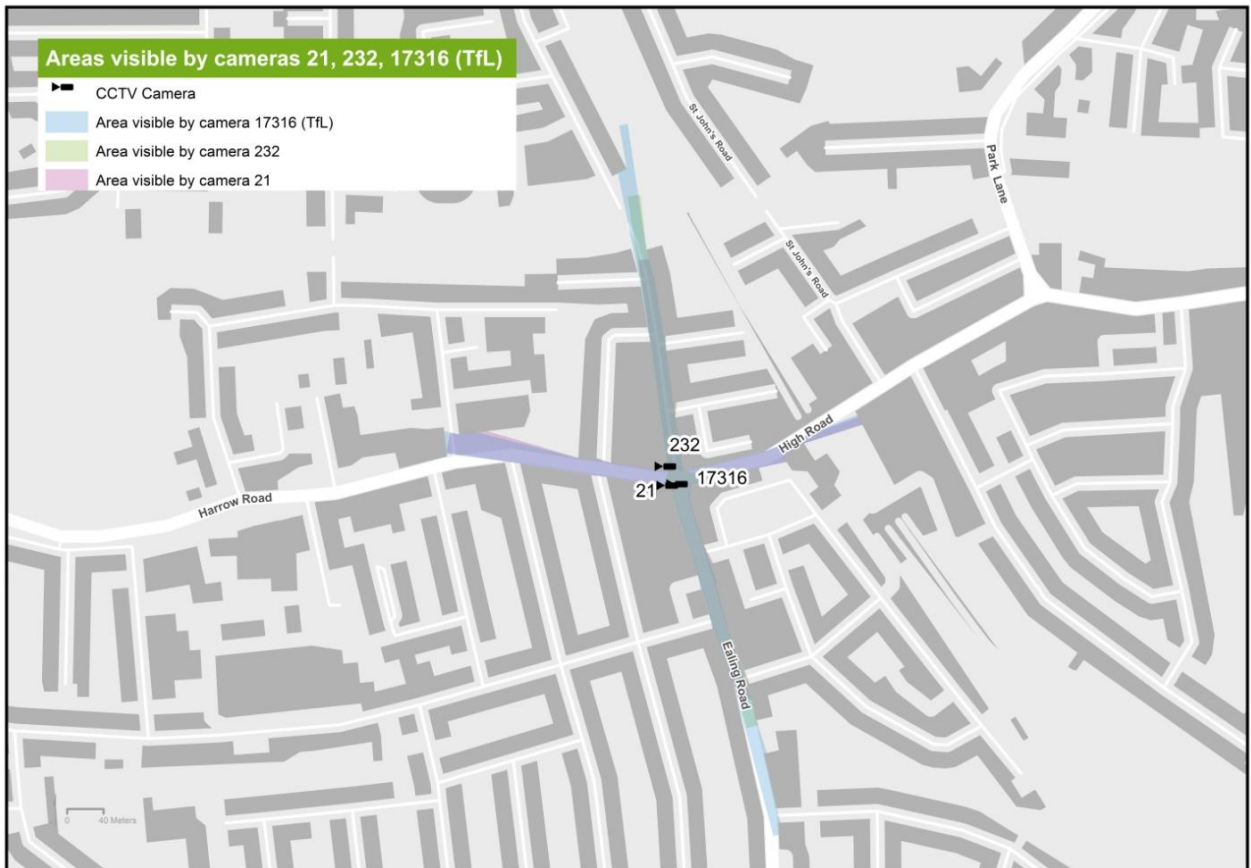 Areas visible by cameras 21, 232, 17316 (TfL)
CCTV Camera
Area visible by camera 17316 (TfL)
Area visible by camera 232
Area visible by camera 21
St John's Road
Park Lane
St John's Road
High Road
232
17316
21
Harrow Road
Ealing Road
0 40 Meters